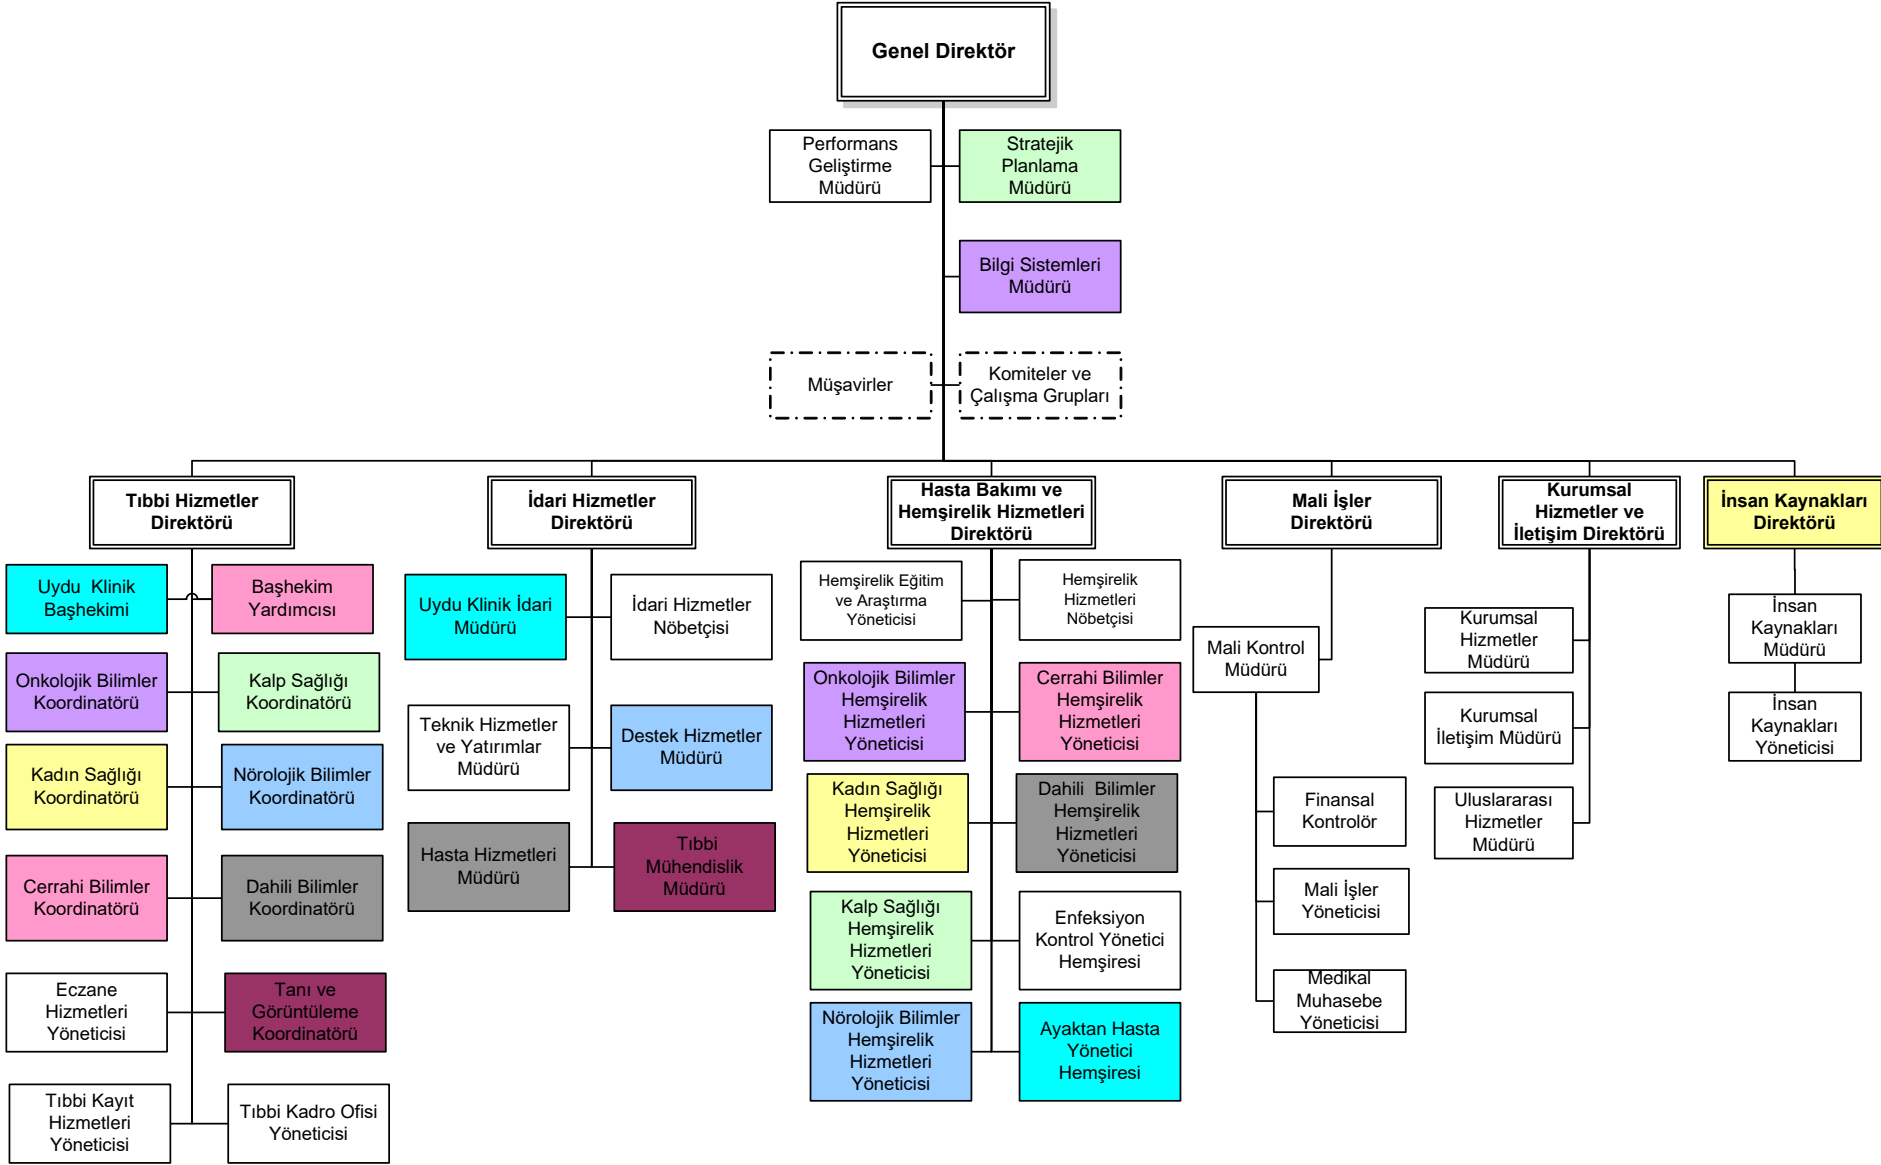 Genel Direktör
Performans
Geliştirme
Müdürü
Stratejik
Planlama
Müdürü
Bilgi Sistemleri
Müdürü
Müşavirler
Komiteler ve
Çalışma Grupları
Tıbbi Hizmetler
Direktörü
İdari Hizmetler
Direktörü
Hasta Bakımı ve
Hemşirelik Hizmetleri
Direktörü
Mali İşler
Direktörü
Kurumsal
Hizmetler ve
İletişim Direktörü
İnsan Kaynakları
Direktörü
Uydu  Klinik
Başhekimi
Başhekim
Yardımcısı
Onkolojik Bilimler
Koordinatörü
Kalp Sağlığı
Koordinatörü
Kadın Sağlığı
Koordinatörü
Nörolojik Bilimler
Koordinatörü
Cerrahi Bilimler
Koordinatörü
Dahili Bilimler
Koordinatörü
Eczane
Hizmetleri
Yöneticisi
Tanı ve
Görüntüleme
Koordinatörü
Tıbbi Kayıt
Hizmetleri
Yöneticisi
Tıbbi Kadro Ofisi
Yöneticisi
Uydu Klinik İdari
Müdürü
İdari Hizmetler
Nöbetçisi
Teknik Hizmetler
ve Yatırımlar
Müdürü
Destek Hizmetler
Müdürü
Hasta Hizmetleri
Müdürü
Tıbbi
Mühendislik
Müdürü
Hemşirelik Eğitim
ve Araştırma
Yöneticisi
Hemşirelik
Hizmetleri
Nöbetçisi
Onkolojik Bilimler
Hemşirelik
Hizmetleri
Yöneticisi
Cerrahi Bilimler
Hemşirelik
Hizmetleri
Yöneticisi
Kadın Sağlığı
Hemşirelik
Hizmetleri
Yöneticisi
Dahili  Bilimler
Hemşirelik
Hizmetleri
Yöneticisi
Kalp Sağlığı
Hemşirelik
Hizmetleri
Yöneticisi
Enfeksiyon
Kontrol Yönetici
Hemşiresi
Nörolojik Bilimler
Hemşirelik
Hizmetleri
Yöneticisi
Ayaktan Hasta
Yönetici
Hemşiresi
Mali Kontrol
Müdürü
Finansal
Kontrolör
Mali İşler
Yöneticisi
Medikal
Muhasebe
Yöneticisi
Kurumsal
Hizmetler
Müdürü
Kurumsal
İletişim Müdürü
Uluslararası
Hizmetler
Müdürü
İnsan
Kaynakları
Müdürü
İnsan
Kaynakları
Yöneticisi